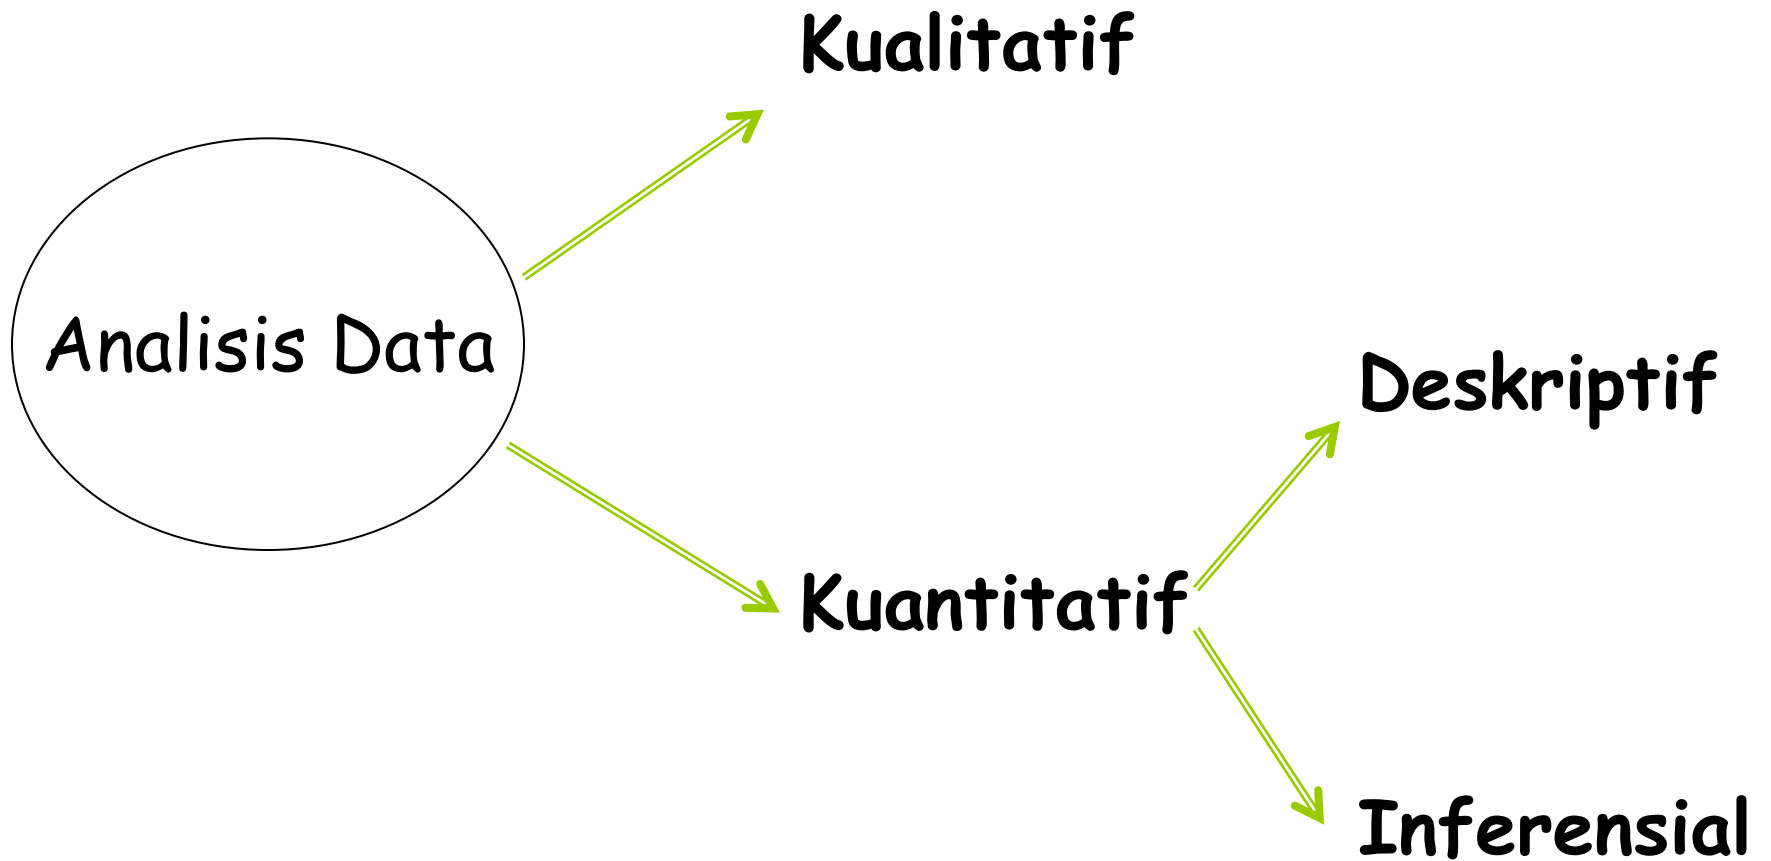 Kualitatif
Analisis Data
Deskriptif
Kuantitatif
Inferensial